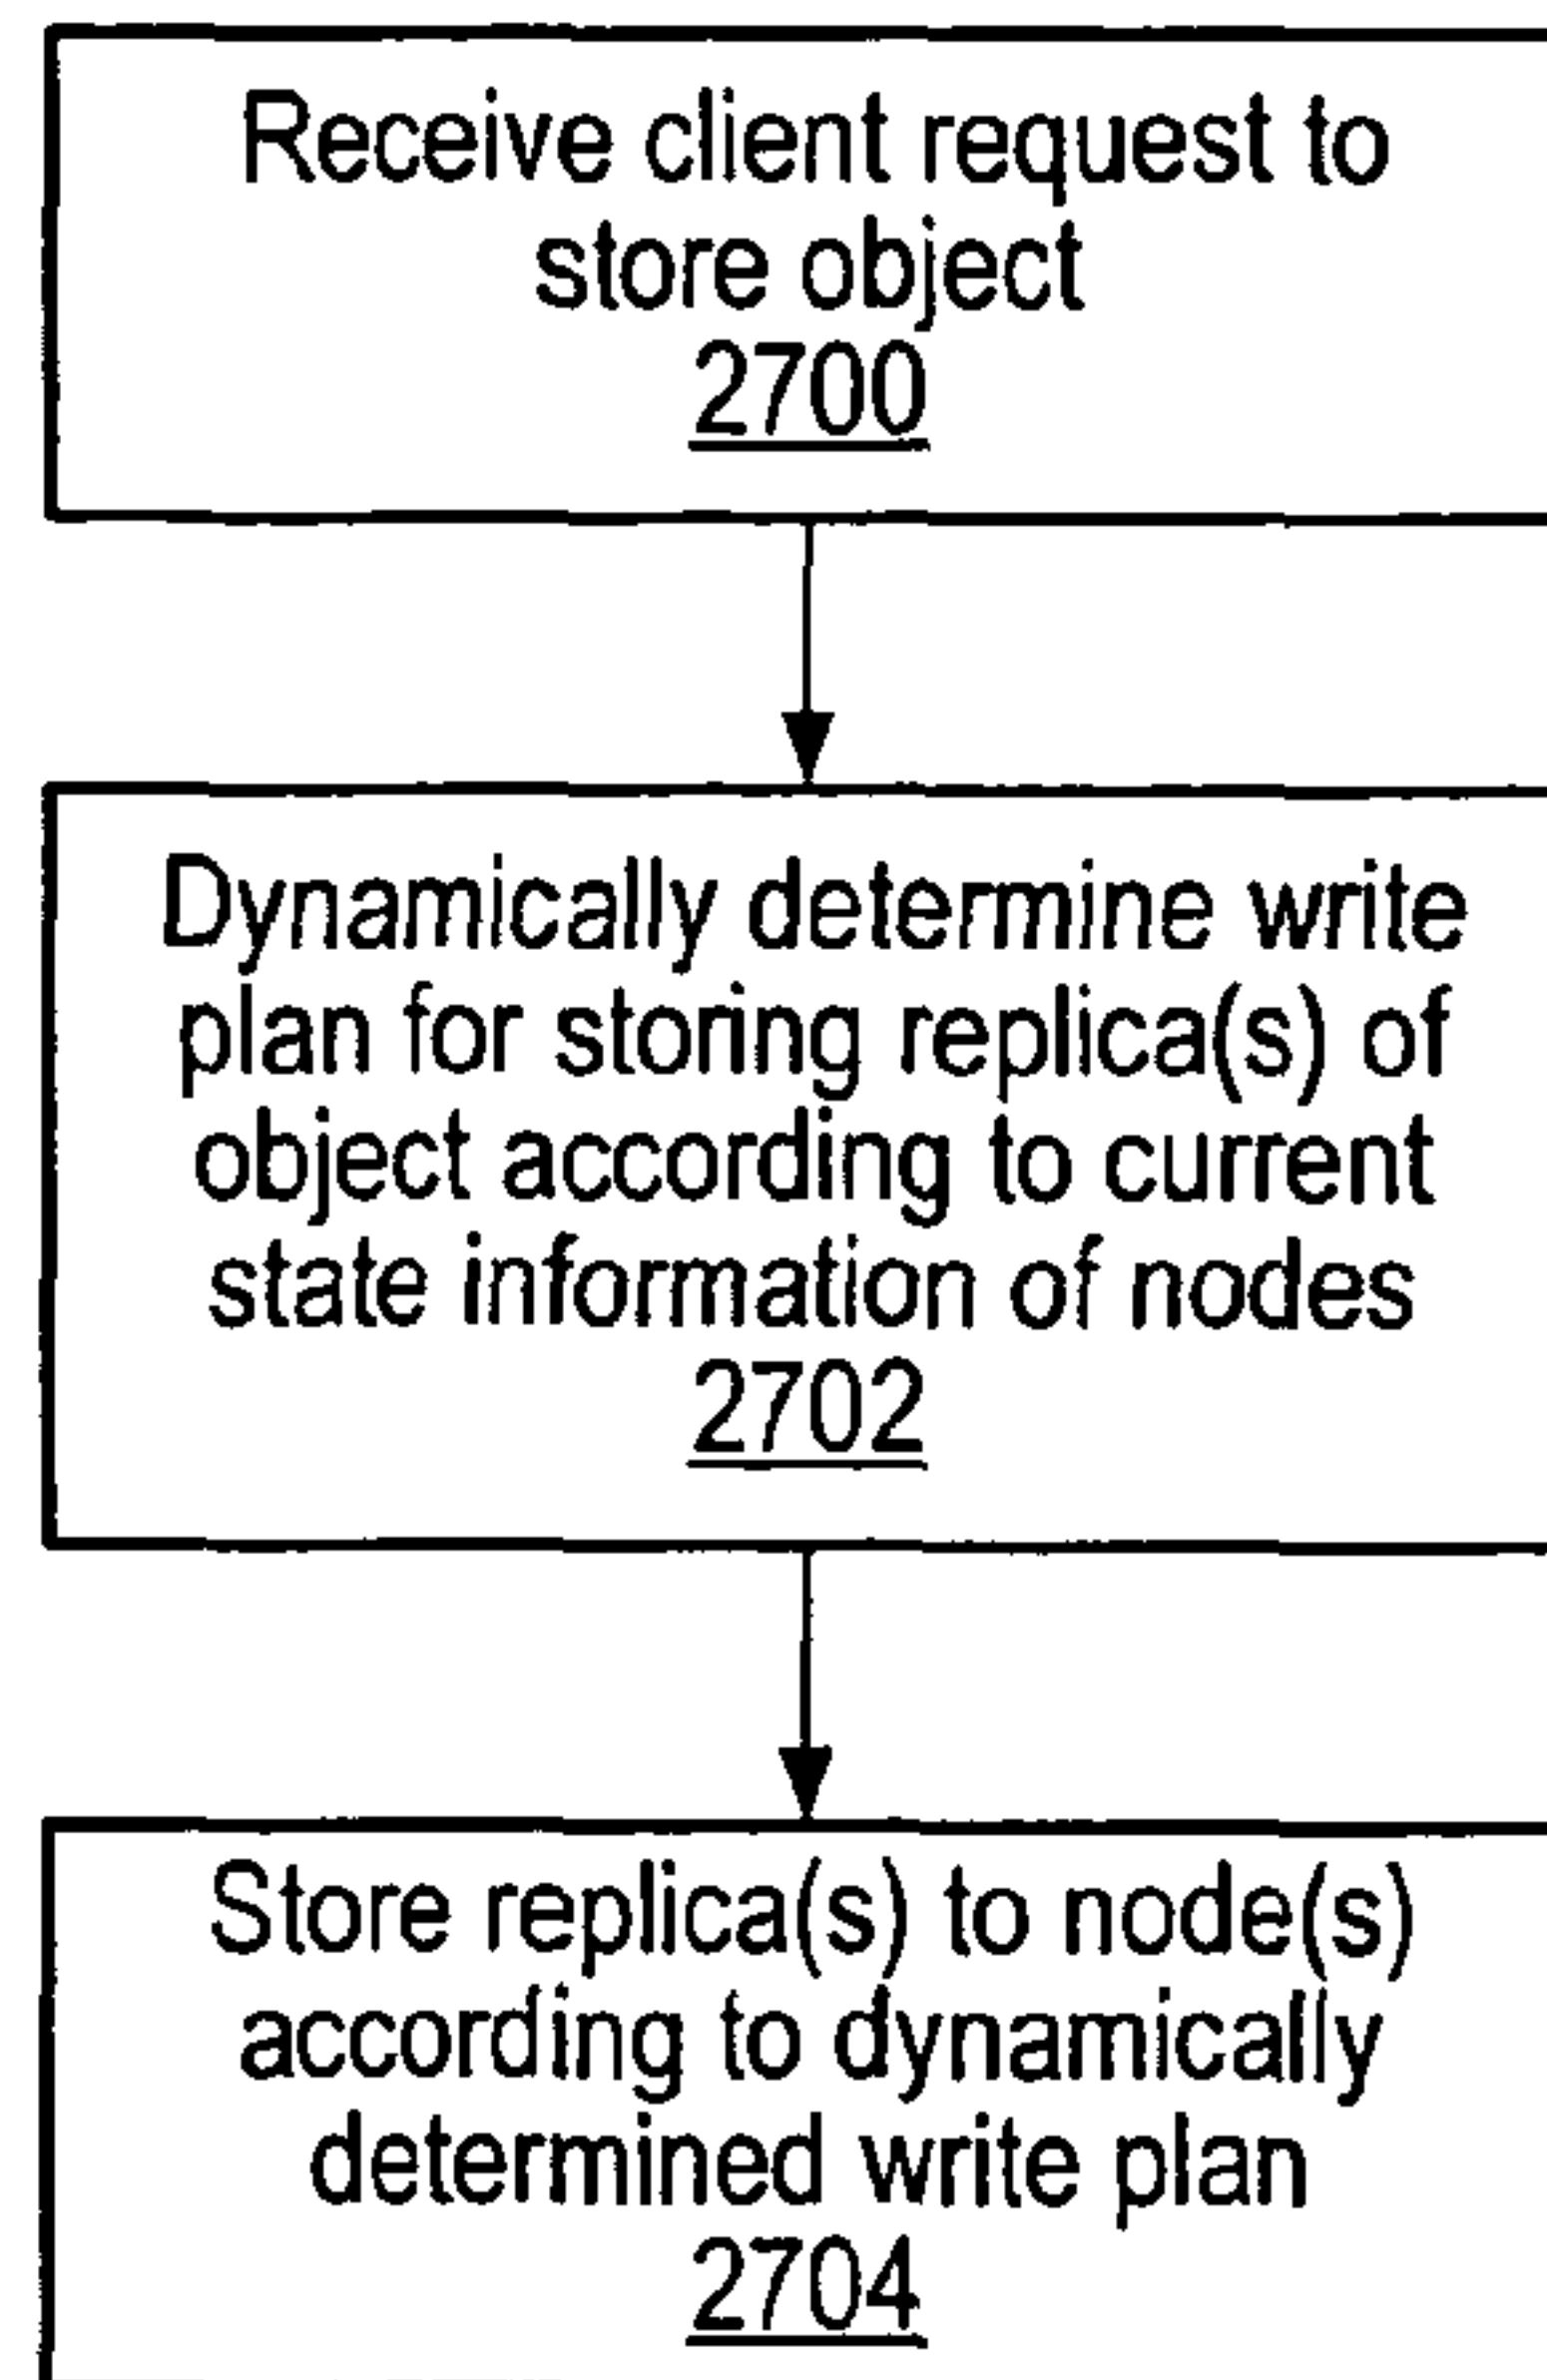 Receive client request to
store object
2700
Dynamically determine write
plan for storing replica(s) of
object according to current
state information of nodes
2702
Store replica(s) to node(s)
according to dynamically
determined write plan
2704